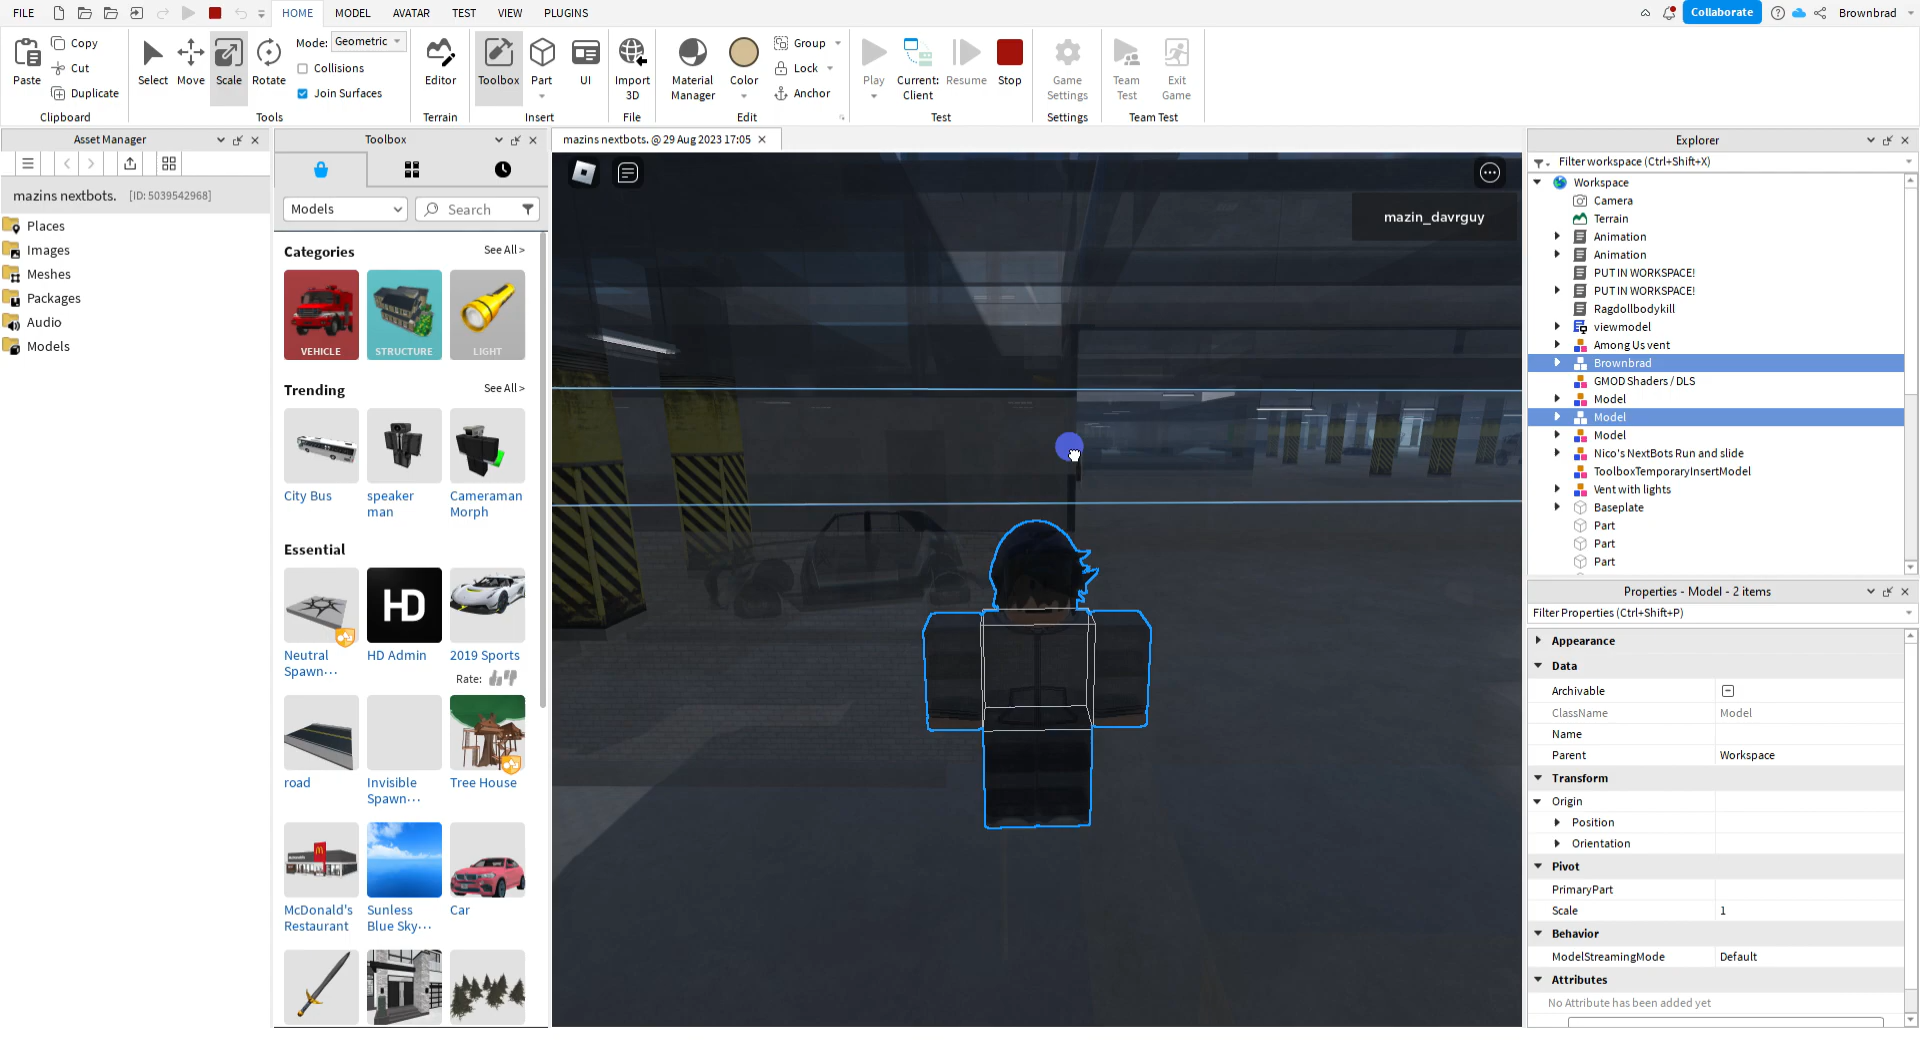 FILE
HOME
MODEL
AVATAR
TEST
VIEW
PLUGINS
Collaborate
Brownbrad
Paste
Copy
Cut
Duplicate
Clipboard
Select
Move
Scale
Rotate
Mode: Geometric
Collisions
Join Surfaces
Tools
Editor
Terrain
Toolbox
Part
UI
Insert
Import
3D
File
Material
Manager
Color
Group
Lock
Anchor
Edit
Play
Current:
Client
Resume
Stop
Test
Game
Settings
Settings
Team
Test
Exit
Game
Team Test
Asset Manager
mazins nextbots. [ID: 5039542968]
Places
Images
Meshes
Packages
Audio
Models
Toolbox
Models
Search
Categories
See All >
VEHICLE
STRUCTURE
LIGHT
Trending
See All >
City Bus
speaker
man
Cameraman
Morph
Essential
HD
Neutral
Spawn...
HD Admin
2019 Sports
Rate:
road
Invisible
Spawn...
Tree House
McDonald's
Restaurant
Sunless
Blue Sky...
Car
mazins nextbots. @ 29 Aug 2023 17:05
mazin_davrguy
Explorer
Filter workspace (Ctrl+Shift+X)
Workspace
Camera
Terrain
Animation
Animation
PUT IN WORKSPACE!
PUT IN WORKSPACE!
Ragdollbodykill
viewmodel
Among Us vent
Brownbrad
GMOD Shaders / DLS
Model
Model
Model
Nico's NextBots Run and slide
ToolboxTemporaryInsertModel
Vent with lights
Baseplate
Part
Part
Part
Properties - Model - 2 items
Filter Properties (Ctrl+Shift+P)
Appearance
Data
Archivable
ClassName Model
Name
Parent Workspace
Transform
Origin
Position
Orientation
Pivot
PrimaryPart
Scale 1
Behavior
ModelStreamingMode Default
Attributes
No Attribute has been added yet